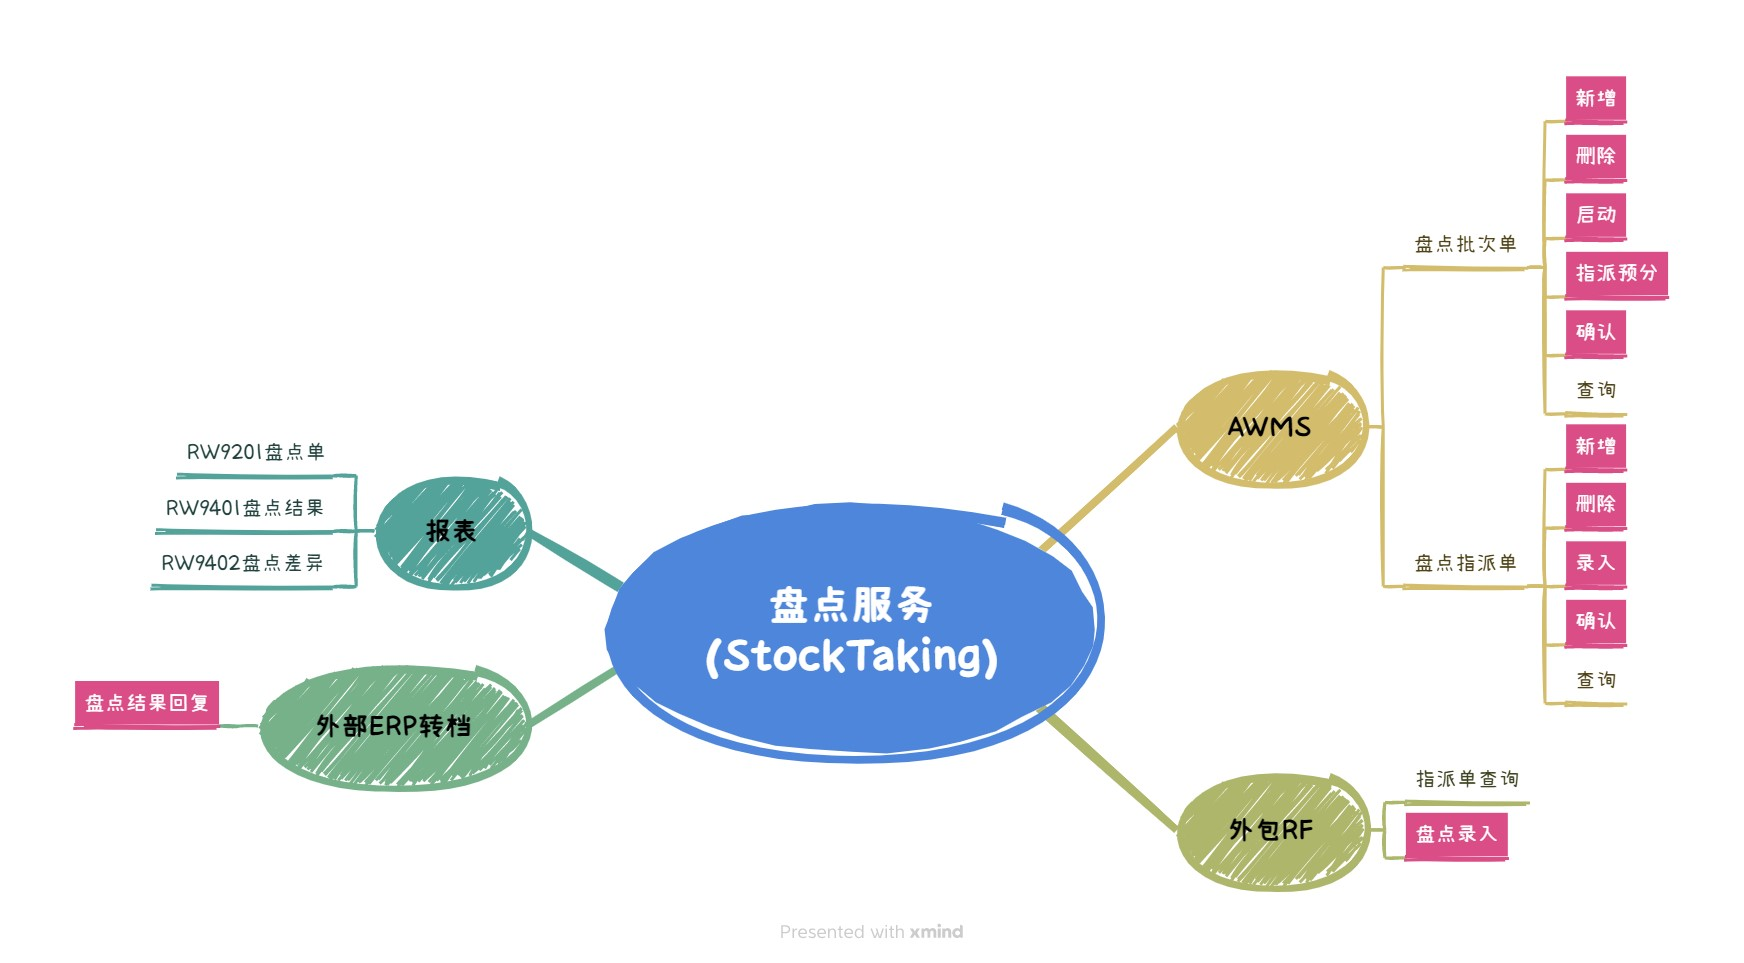 盘点服务
(StockTaking)
AWMS
盘点批次单
新增
删除
启动
指派预分
确认
查询
盘点指派单
新增
删除
录入
确认
查询
外包RF
指派单查询
盘点录入
报表
RW9201盘点单
RW9401盘点结果
RW9402盘点差异
外部ERP转档
盘点结果回复
Presented with xmind